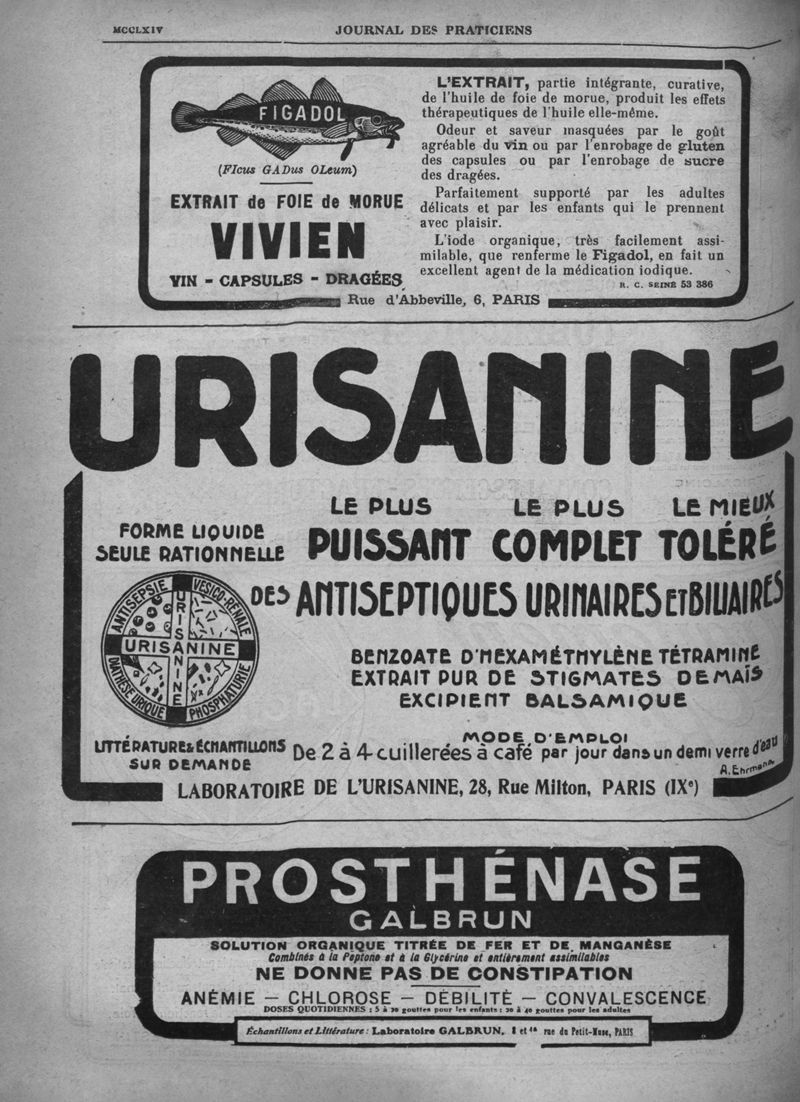 MCCLXIV
JOURNAL DES PRATICIENS
FIGADOL
(FIcus GADus OLeum)
EXTRAIT de FOIE de MORUE
VIVIEN
VIN - CAPSULES - DRAGÉES
L'EXTRAIT, partie intégrante, curative,
de l'huile de foie de morue, produit les effets
thérapeutiques de l'huile elle-même.
Odeur et saveur masquées par le goût
agréable du vin ou par l'enrobage de gluten
des capsules ou par l'enrobage de sucre
des dragées.
Parfaitement supporté par les adultes
délicats et par les enfants qui le prennent
avec plaisir.
L'iode organique, très facilement assi-
milable, que renferme le Figadol, en fait un
excellent agent de la médication iodique.
R. C. SEINE 53 386
Rue d'Abbeville, 6, PARIS
URISANINE
FORME LIQUIDE
SEULE RATIONNELLE
LE PLUS LE PLUS LE MIEUX
PUISSANT COMPLET TOLÉRÉ
DES ANTISEPTIQUES URINAIRES ET BILIAIRES
ANTISEPSIE VESICO-RÉNALE
URISANINE
URISANINE
DIATHÈSE URIQUE PHOSPHATURIE
BENZOATE D'HEXAMÉTHYLÈNE TÉTRAMINE
EXTRAIT PUR DE STIGMATES DE MAÏS
EXCIPIENT BALSAMIQUE
LITTÉRATURE & ÉCHANTILLONS
SUR DEMANDE
MODE D'EMPLOI
De 2 à 4 cuillerées à café par jour dans un demi verre d'eau
A. Ehrmann
LABORATOIRE DE L'URISANINE, 28, Rue Milton, PARIS (IXe)
PROSTHÉNASE
GALBRUN
SOLUTION ORGANIQUE TITRÉE DE FER ET DE MANGANÈSE
Combinés à la Peptone et à la Glycérine et entièrement assimilables
NE DONNE PAS DE CONSTIPATION
ANÉMIE — CHLOROSE — DÉBILITÉ — CONVALESCENCE
DOSES QUOTIDIENNES : 5 à 20 gouttes pour les enfants ; 20 à 40 gouttes pour les adultes
Échantillons et Littérature : Laboratoire GALBRUN, 8 et 10 rue du Petit-Musc, PARIS